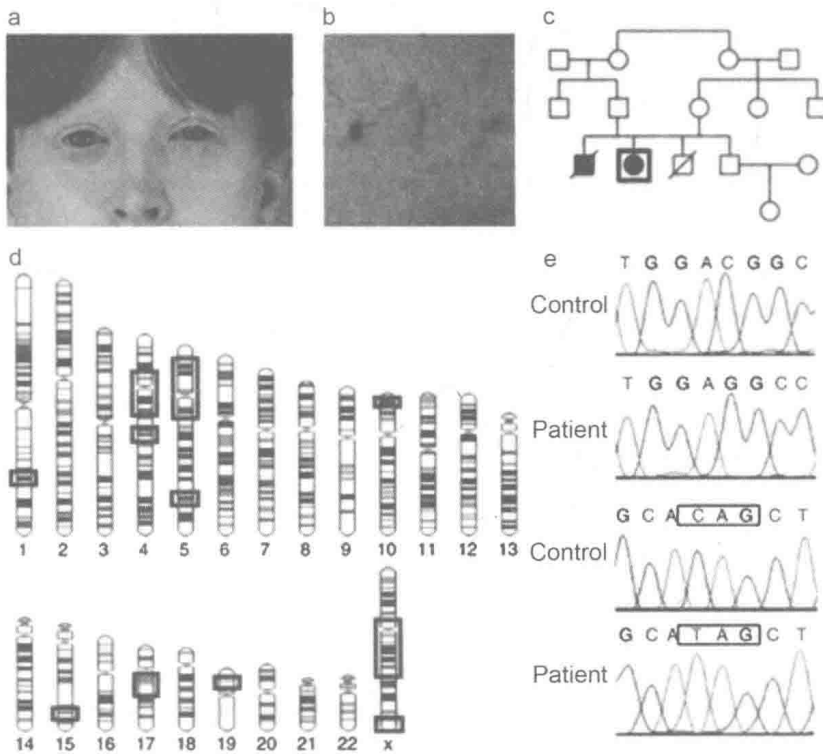 a
b
c
d
1 2 3 4 5 6 7 8 9 10 11 12 13
14 15 16 17 18 19 20 21 22 x
e
T G G A C G G C
Control
T G G A G G C C
Patient
G C A C A G C T
Control
G C A T A G C T
Patient